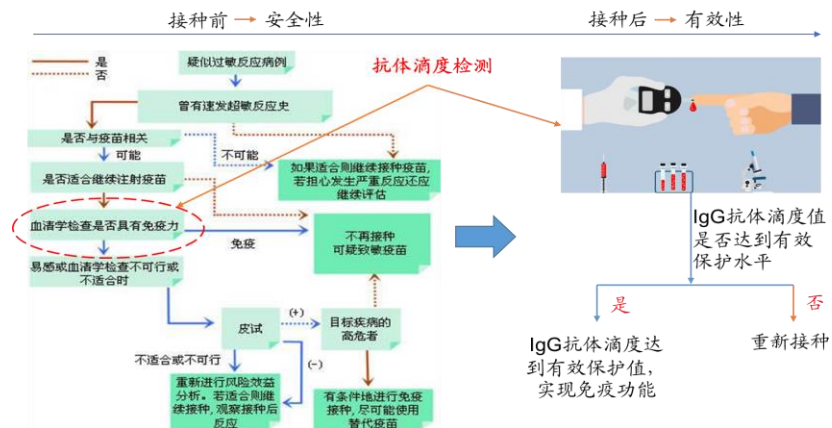 接种前→安全性
接种后→有效性
是
否
疑似过敏反应病例
抗体滴度检测
曾有速发超敏反应史
是否与疫苗相关
可能
不可能
是否适合继续注射疫苗
如果适合则继续接种疫苗,
若担心发生严重反应还应
继续评估
血清学检查是否具有免疫力
免疫
不再接种
可疑致敏疫苗
易感或血清学检查不可行或
不适合时
皮试
(+)
目标疾病的
高危者
(-)
不适合或不可行
重新进行风险效益
分析。若适合则继
续接种,观察接种后
反应
有条件地进行免疫
接种,尽可能使用
替代疫苗
IgG抗体滴度值
是否达到有效
保护水平
是
否
IgG抗体滴度达
到有效保护值,
实现免疫功能
重新接种